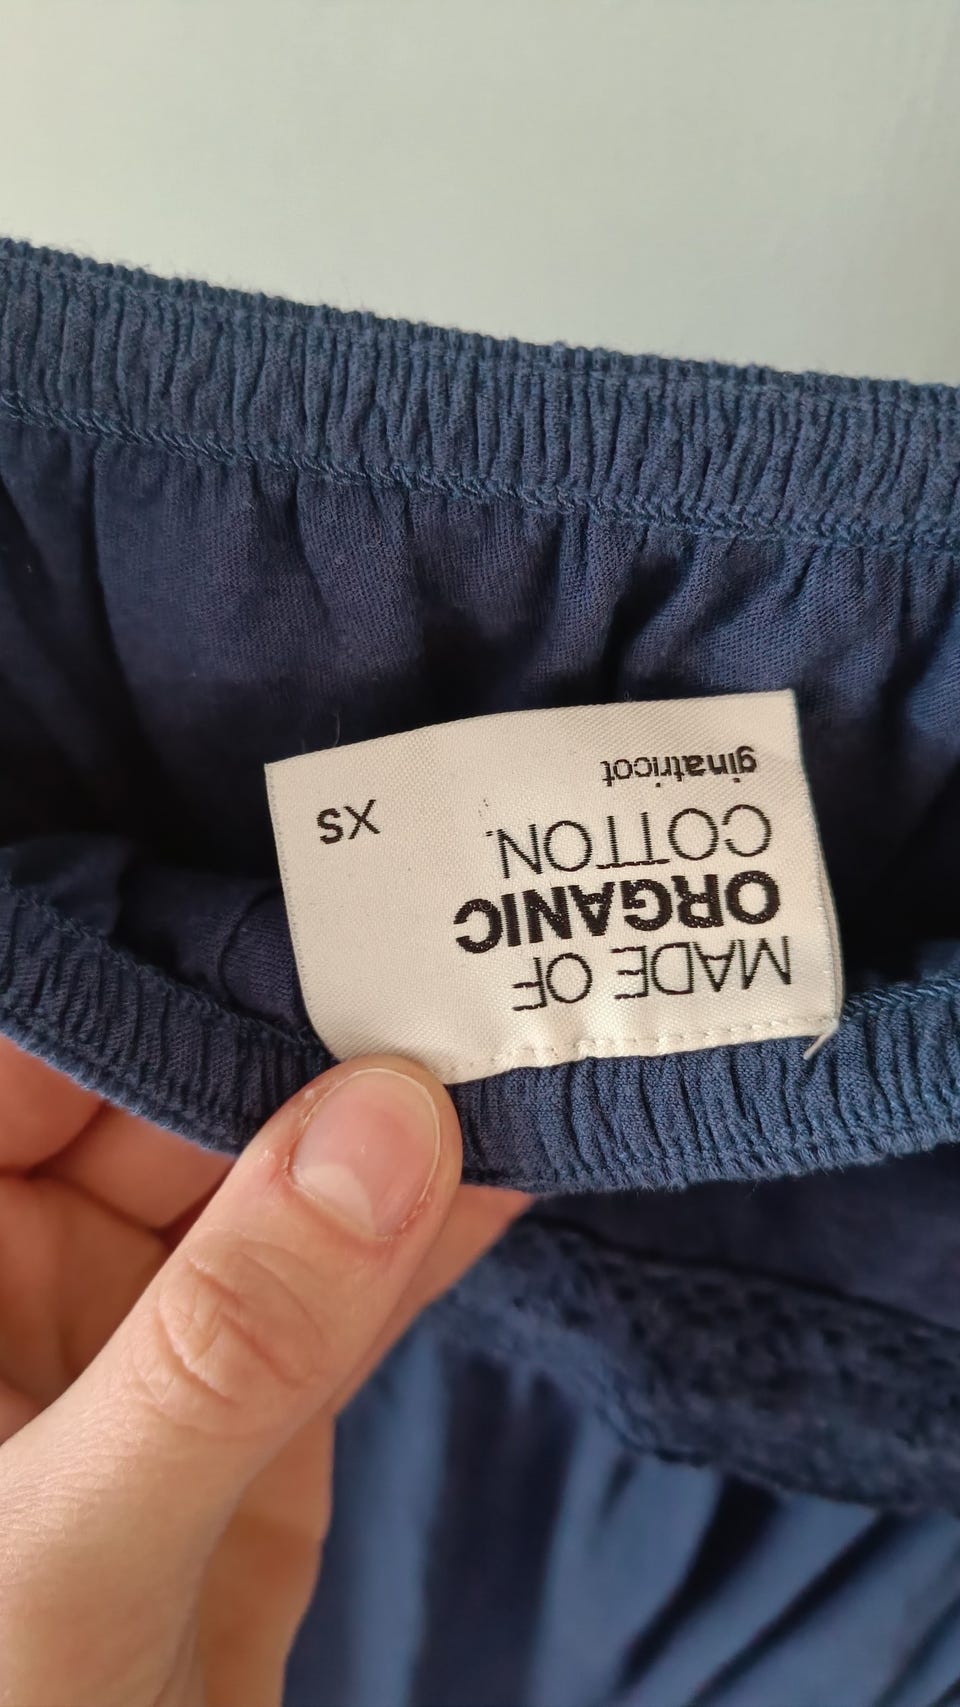 MADE OF
ORGANIC
COTTON.
ginatricot
XS